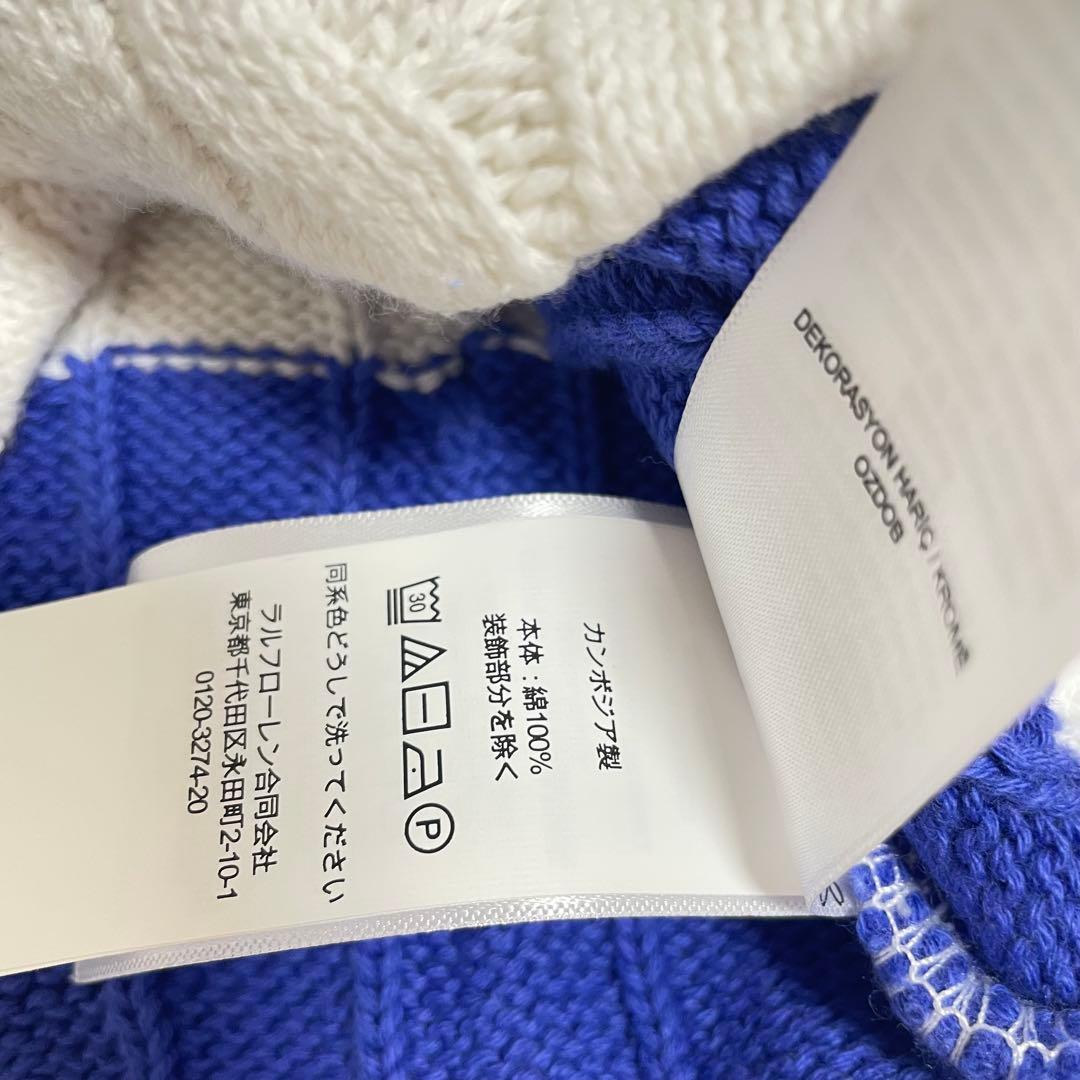 カンボジア製
本体：綿100%
装飾部分を除く
30
P
同系色どうしで洗ってください
ラルフローレン合同会社
東京都千代田区永田町2-10-1
0120-3274-20
DEKORASYON HARİÇ / KROMĚ
OZDOB